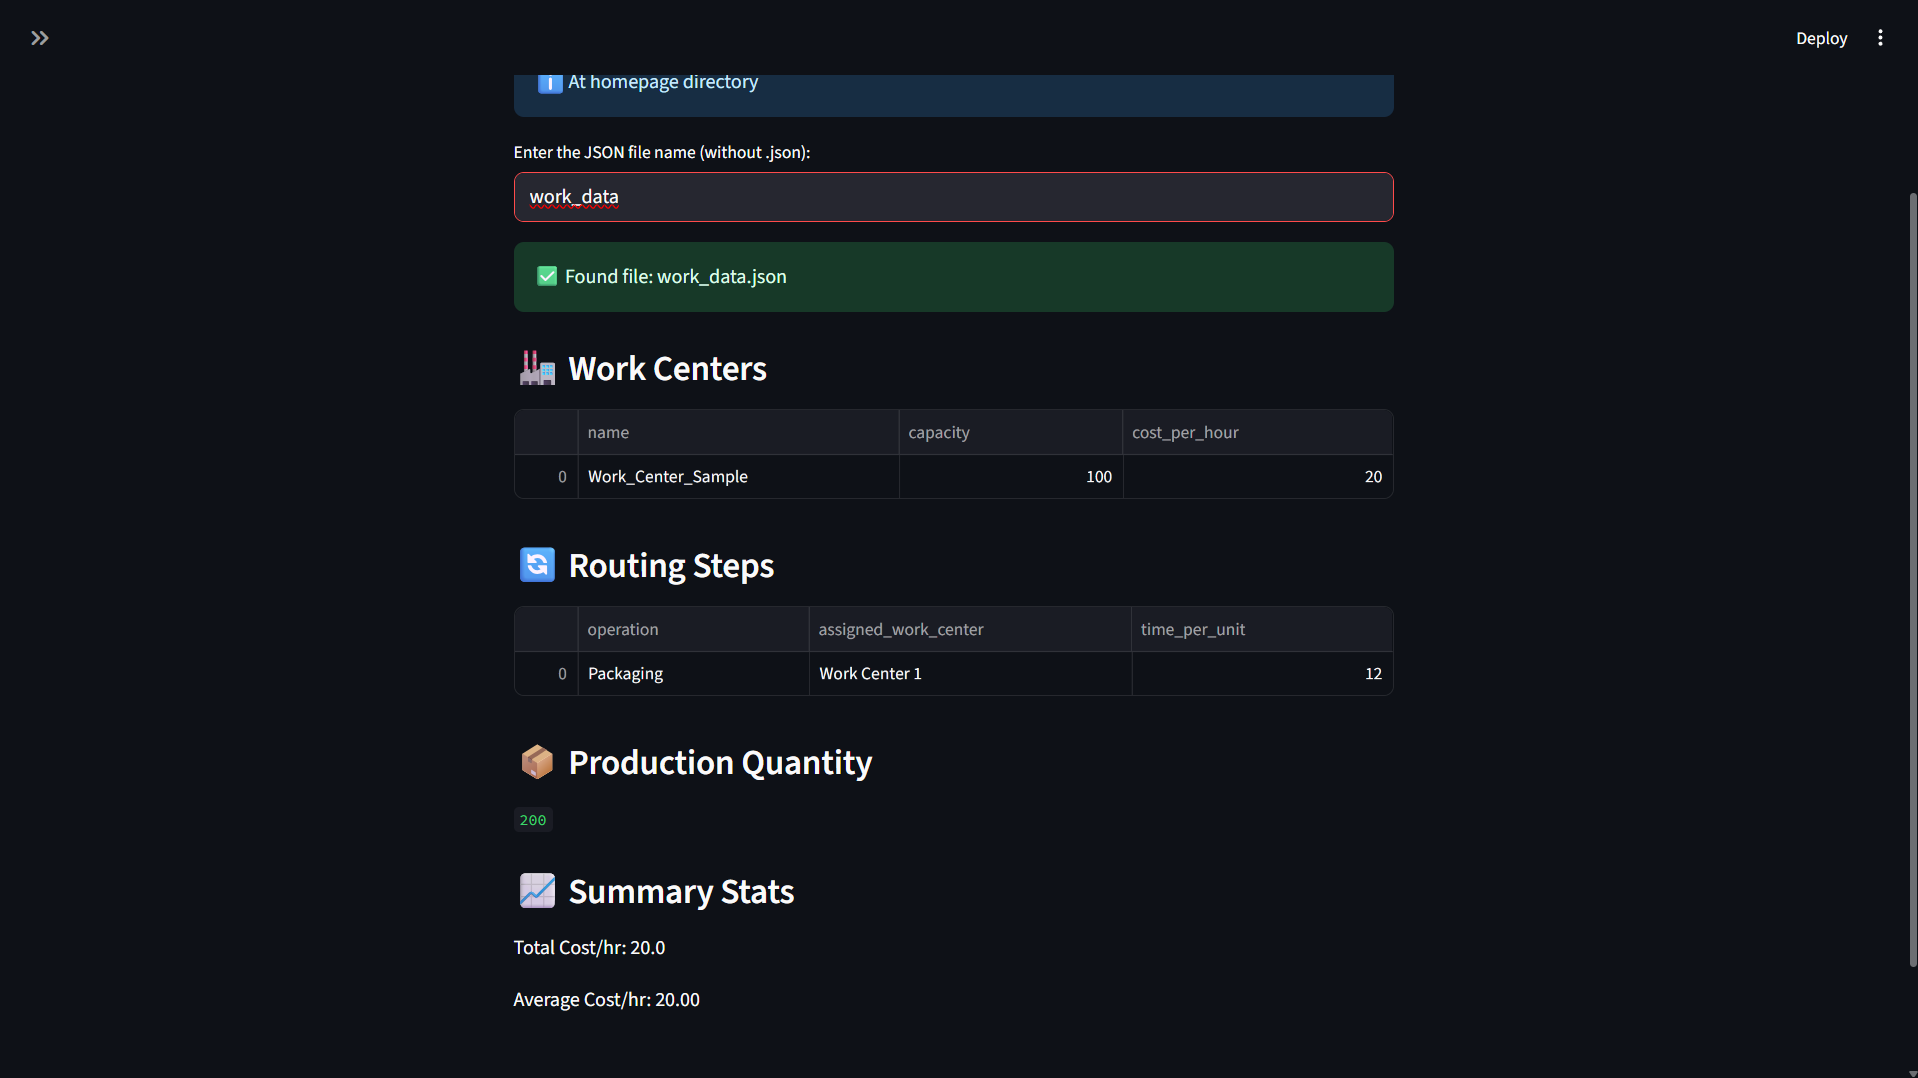 Deploy
At homepage directory
Enter the JSON file name (without .json):
work_data
Found file: work_data.json
Work Centers
name capacity cost_per_hour
0 Work_Center_Sample 100 20
Routing Steps
operation assigned_work_center time_per_unit
0 Packaging Work Center 1 12
Production Quantity
200
Summary Stats
Total Cost/hr: 20.0
Average Cost/hr: 20.00